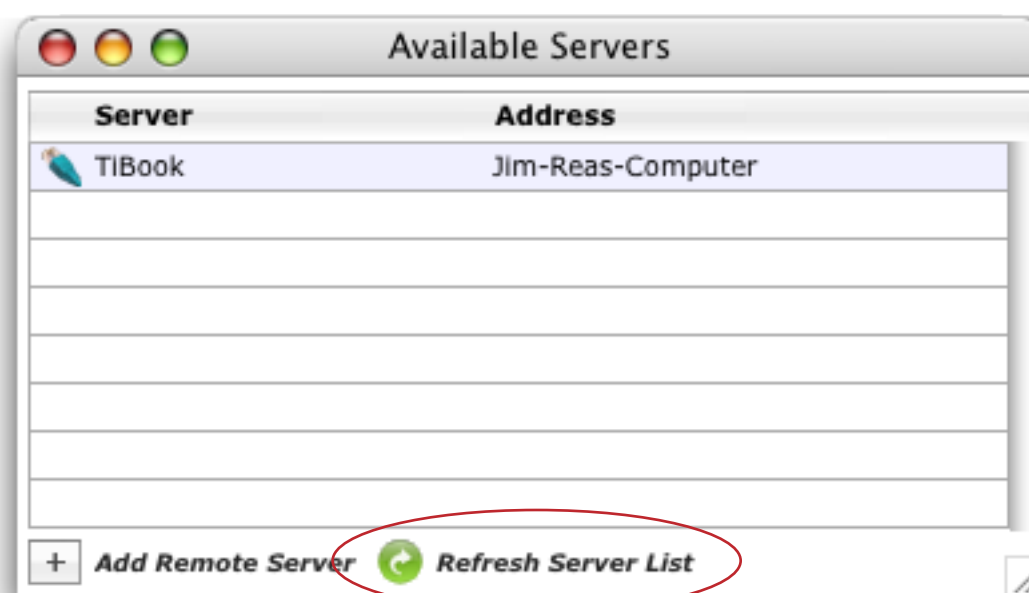 Available Servers
Server Address
TiBook Jim-Reas-Computer
+ Add Remote Server Refresh Server List